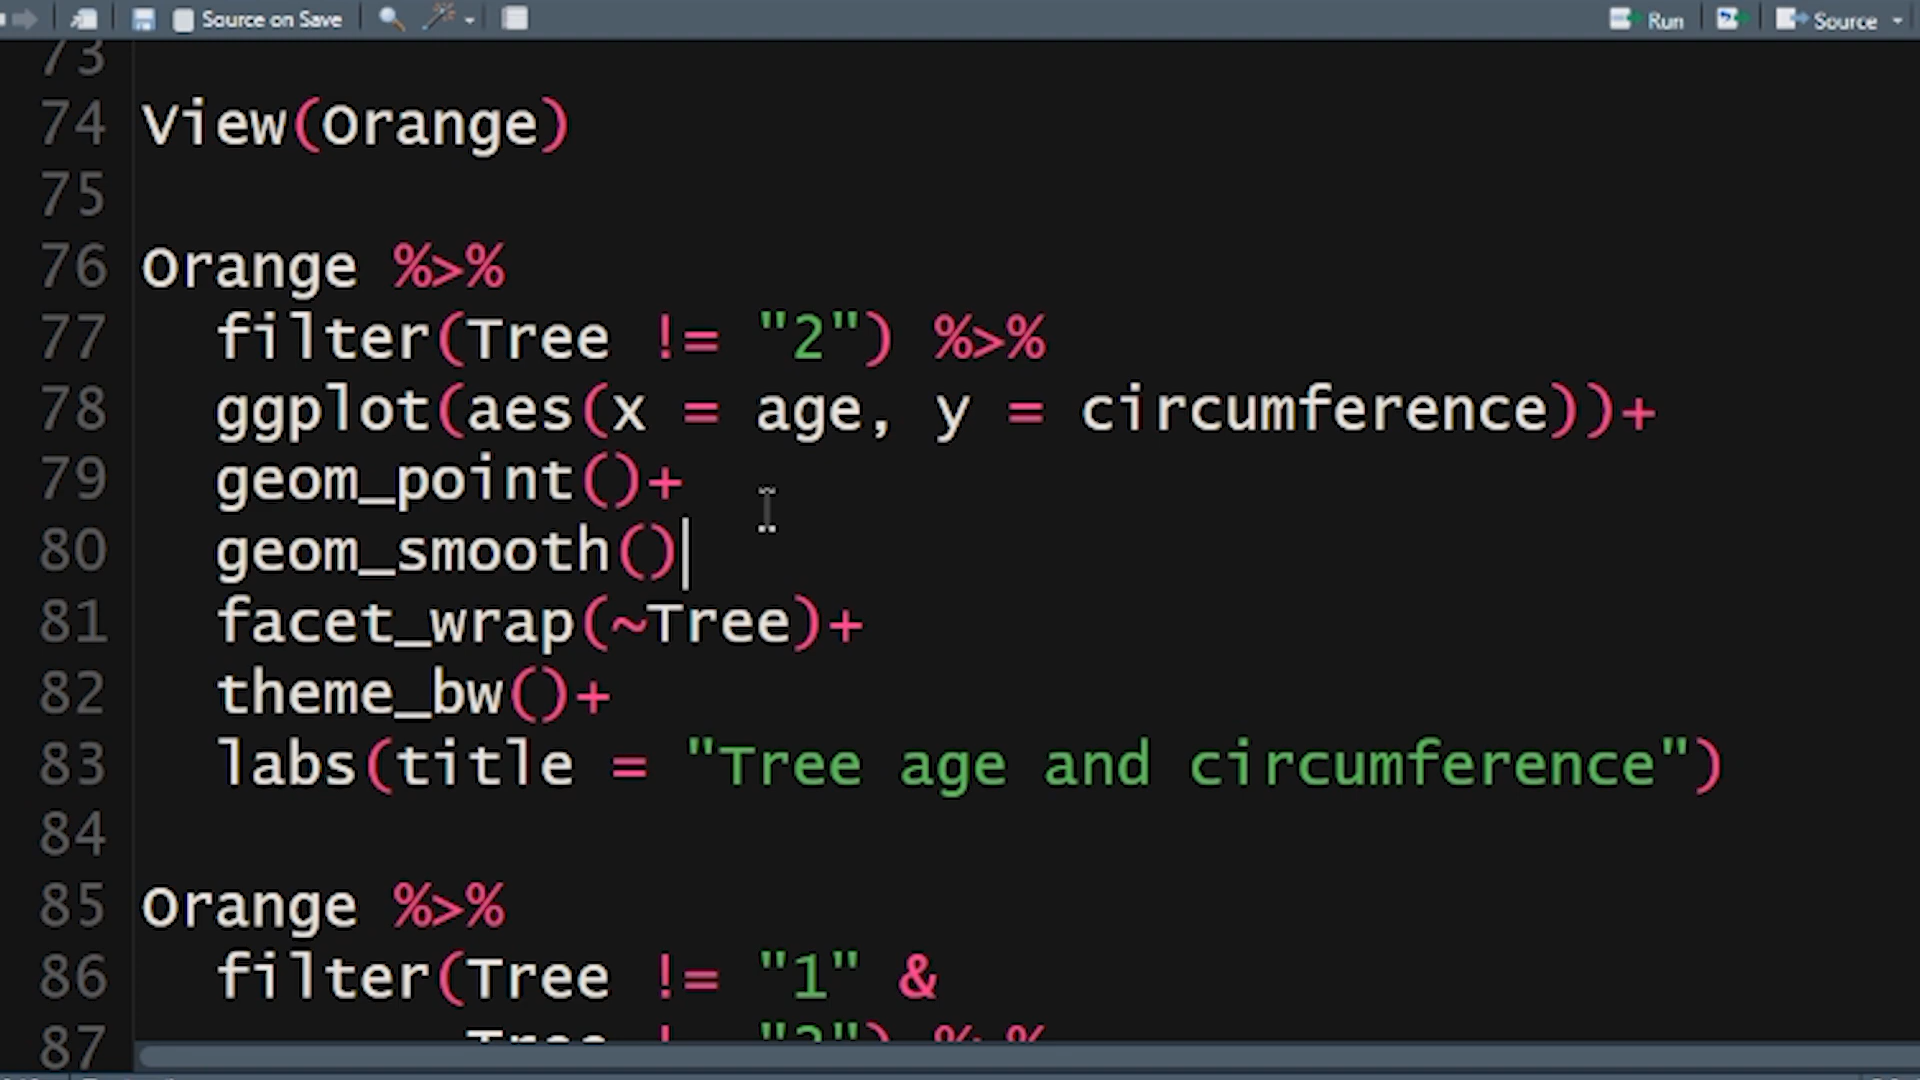 Source on Save
Run
Source
73
74 View(Orange)
75
76 Orange %>%
77 filter(Tree != "2") %>%
78 ggplot(aes(x = age, y = circumference))+
79 geom_point()+
80 geom_smooth()
81 facet_wrap(~Tree)+
82 theme_bw()+
83 labs(title = "Tree age and circumference")
84
85 Orange %>%
86 filter(Tree != "1" &
87